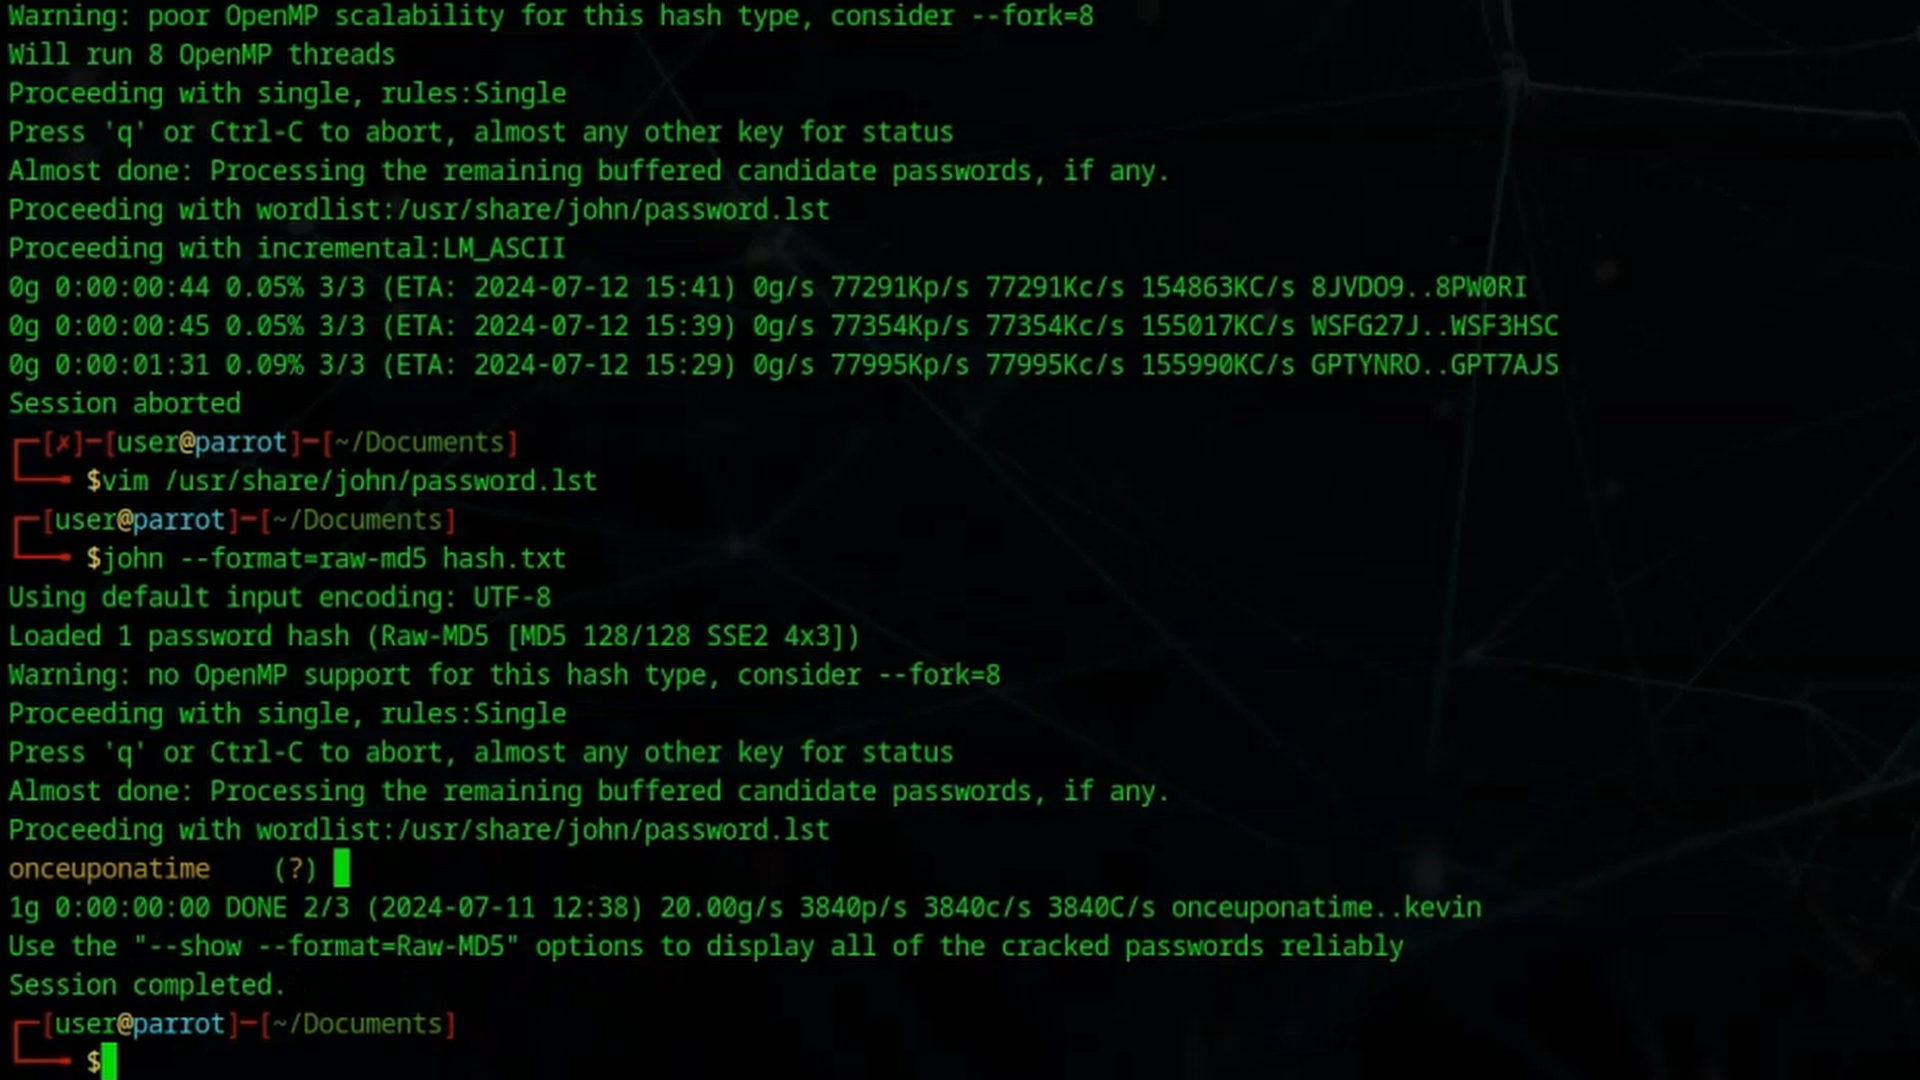 Warning: poor OpenMP scalability for this hash type, consider --fork=8
Will run 8 OpenMP threads
Proceeding with single, rules:Single
Press 'q' or Ctrl-C to abort, almost any other key for status
Almost done: Processing the remaining buffered candidate passwords, if any.
Proceeding with wordlist:/usr/share/john/password.lst
Proceeding with incremental:LM_ASCII
0g 0:00:00:44 0.05% 3/3 (ETA: 2024-07-12 15:41) 0g/s 77291Kp/s 77291Kc/s 154863KC/s 8JVDO9..8PW0RI
0g 0:00:00:45 0.05% 3/3 (ETA: 2024-07-12 15:39) 0g/s 77354Kp/s 77354Kc/s 155017KC/s WSFG27J..WSF3HSC
0g 0:00:01:31 0.09% 3/3 (ETA: 2024-07-12 15:29) 0g/s 77995Kp/s 77995Kc/s 155990KC/s GPTYNRO..GPT7AJS
Session aborted
┌─[✗]─[user@parrot]─[~/Documents]
└──╼ $vim /usr/share/john/password.lst
┌─[user@parrot]─[~/Documents]
└──╼ $john --format=raw-md5 hash.txt
Using default input encoding: UTF-8
Loaded 1 password hash (Raw-MD5 [MD5 128/128 SSE2 4x3])
Warning: no OpenMP support for this hash type, consider --fork=8
Proceeding with single, rules:Single
Press 'q' or Ctrl-C to abort, almost any other key for status
Almost done: Processing the remaining buffered candidate passwords, if any.
Proceeding with wordlist:/usr/share/john/password.lst
onceuponatime    (?)
1g 0:00:00:00 DONE 2/3 (2024-07-11 12:38) 20.00g/s 3840p/s 3840c/s 3840C/s onceuponatime..kevin
Use the "--show --format=Raw-MD5" options to display all of the cracked passwords reliably
Session completed.
┌─[user@parrot]─[~/Documents]
└──╼ $